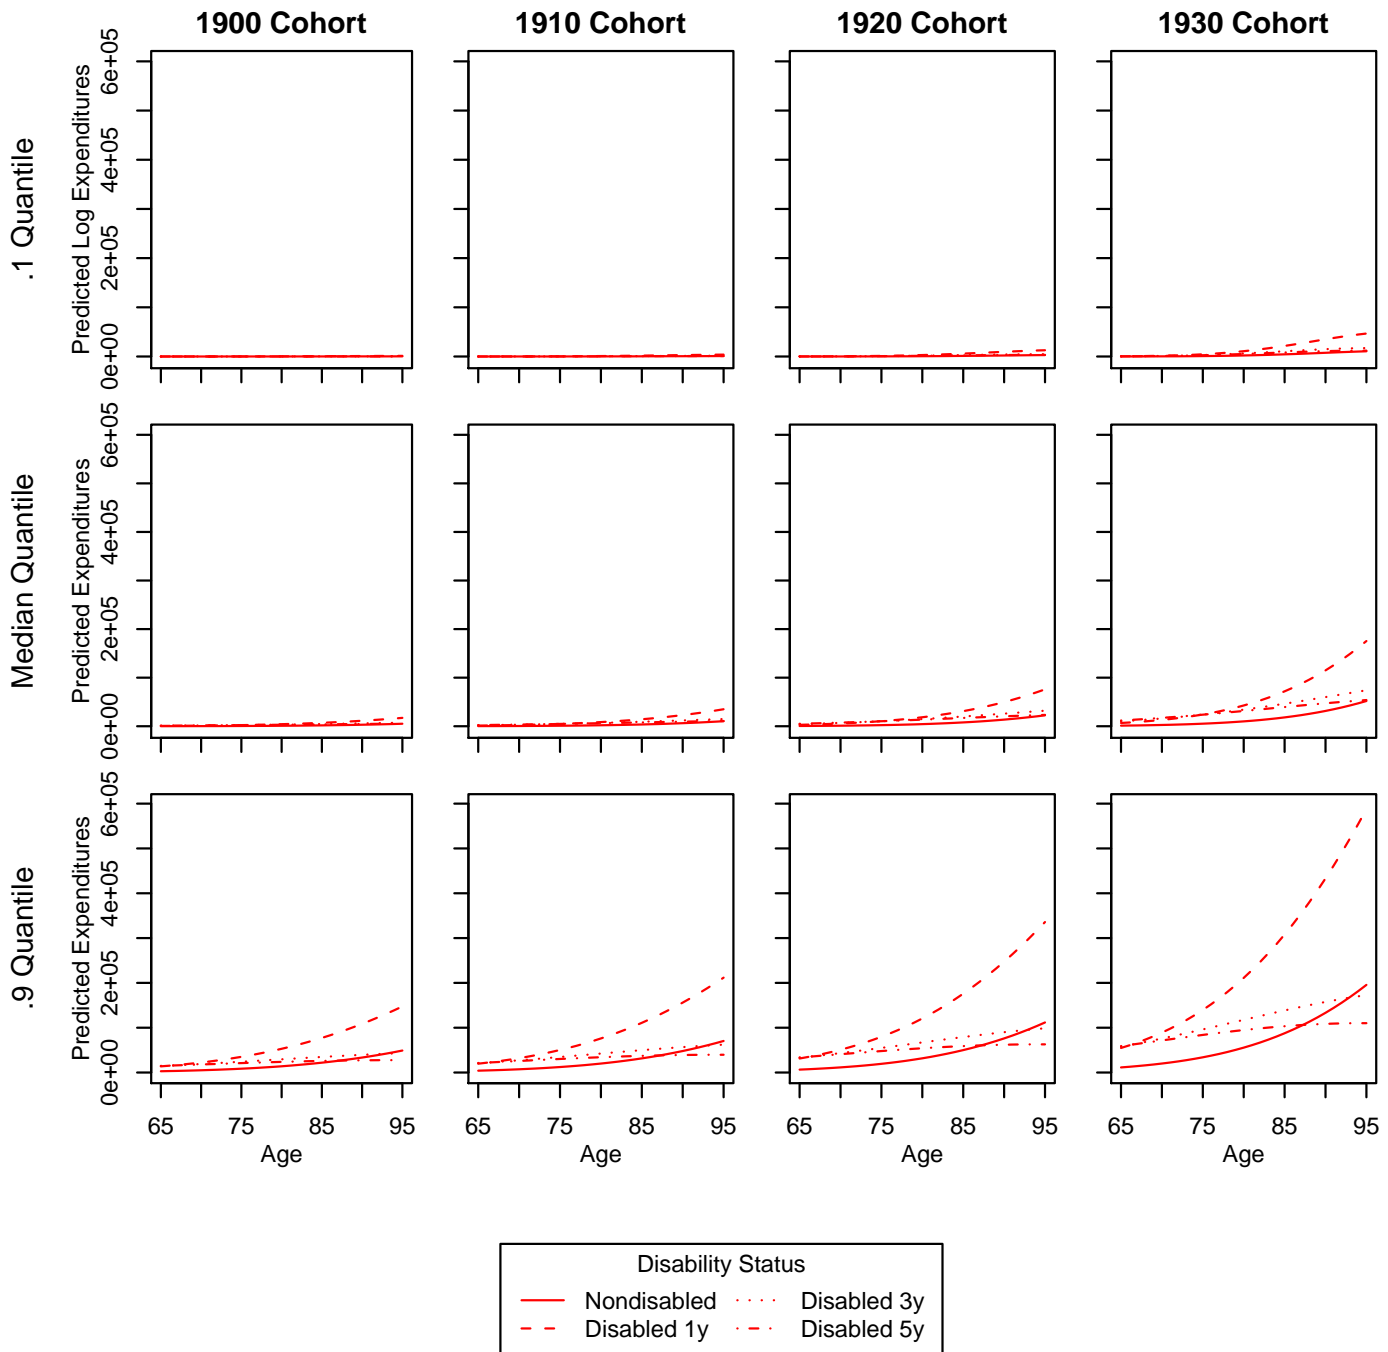 1900 Cohort 1910 Cohort 1920 Cohort 1930 Cohort
.1 Quantile
Predicted Log Expenditures
0e+00 2e+05 4e+05 6e+05
Median Quantile
Predicted Expenditures
0e+00 2e+05 4e+05 6e+05
.9 Quantile
Predicted Expenditures
0e+00 2e+05 4e+05 6e+05
65 75 85 95 65 75 85 95 65 75 85 95 65 75 85 95
Age Age Age Age
Disability Status
Nondisabled Disabled 3y
Disabled 1y Disabled 5y